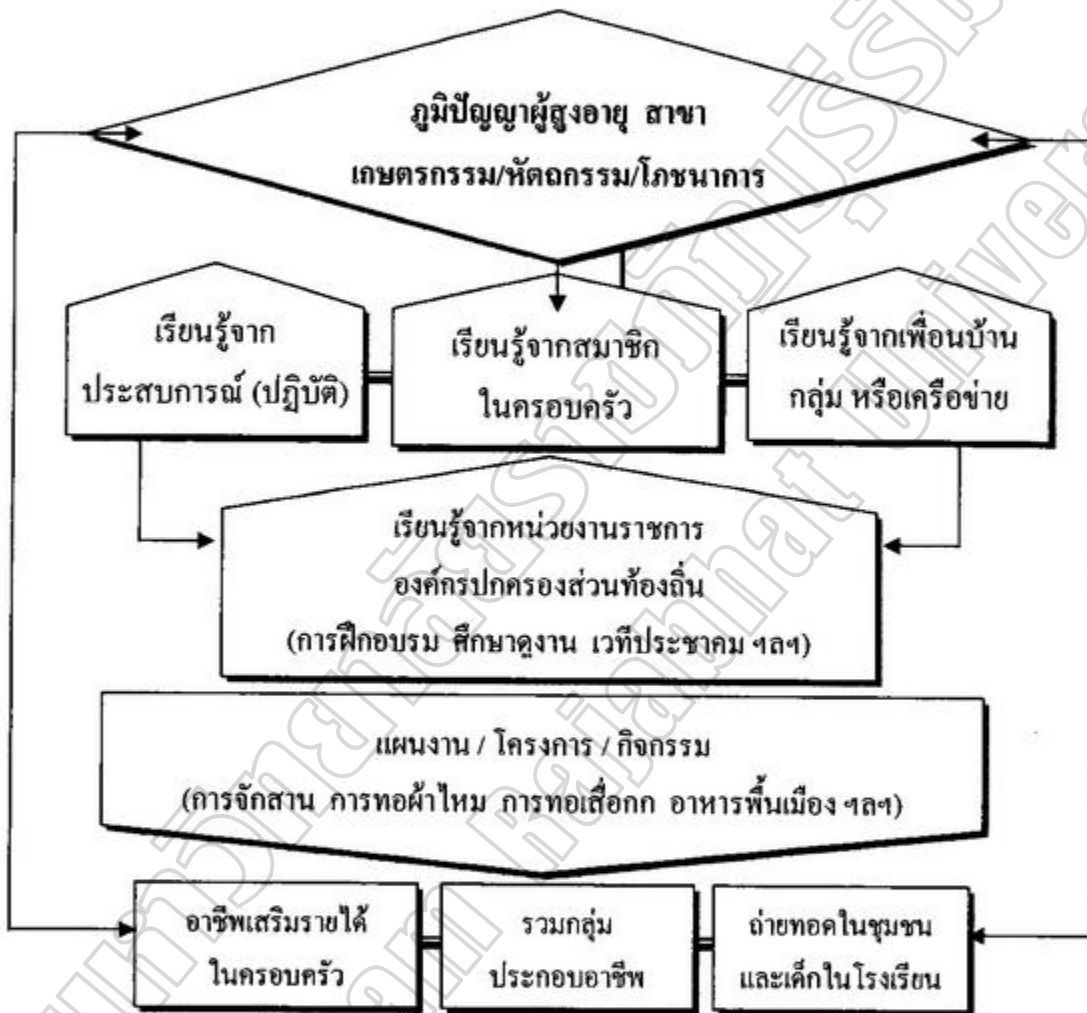 ภูมิปัญญาผู้สูงอายุ สาขา
เกษตรกรรม/หัตถกรรม/โภชนาการ
เรียนรู้จาก
ประสบการณ์ (ปฏิบัติ)
เรียนรู้จากสมาชิก
ในครอบครัว
เรียนรู้จากเพื่อนบ้าน
กลุ่ม หรือเครือข่าย
เรียนรู้จากหน่วยงานราชการ
องค์กรปกครองส่วนท้องถิ่น
(การฝึกอบรม ศึกษาดูงาน เวทีประชาคม ฯลฯ)
แผนงาน / โครงการ / กิจกรรม
(การจักสาน การทอผ้าไหม การทอเสื่อกก อาหารพื้นเมือง ฯลฯ)
อาชีพเสริมรายได้
ในครอบครัว
รวมกลุ่ม
ประกอบอาชีพ
ถ่ายทอดในชุมชน
และเด็กในโรงเรียน
Rajabhat Univer